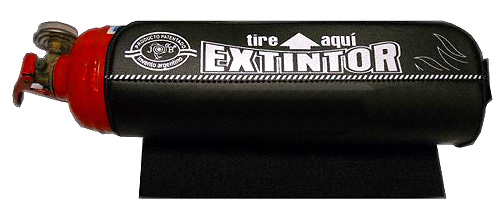 PRODUCTO PATENTADO
J B
invento argentino
tire aquí
EXTINTOR